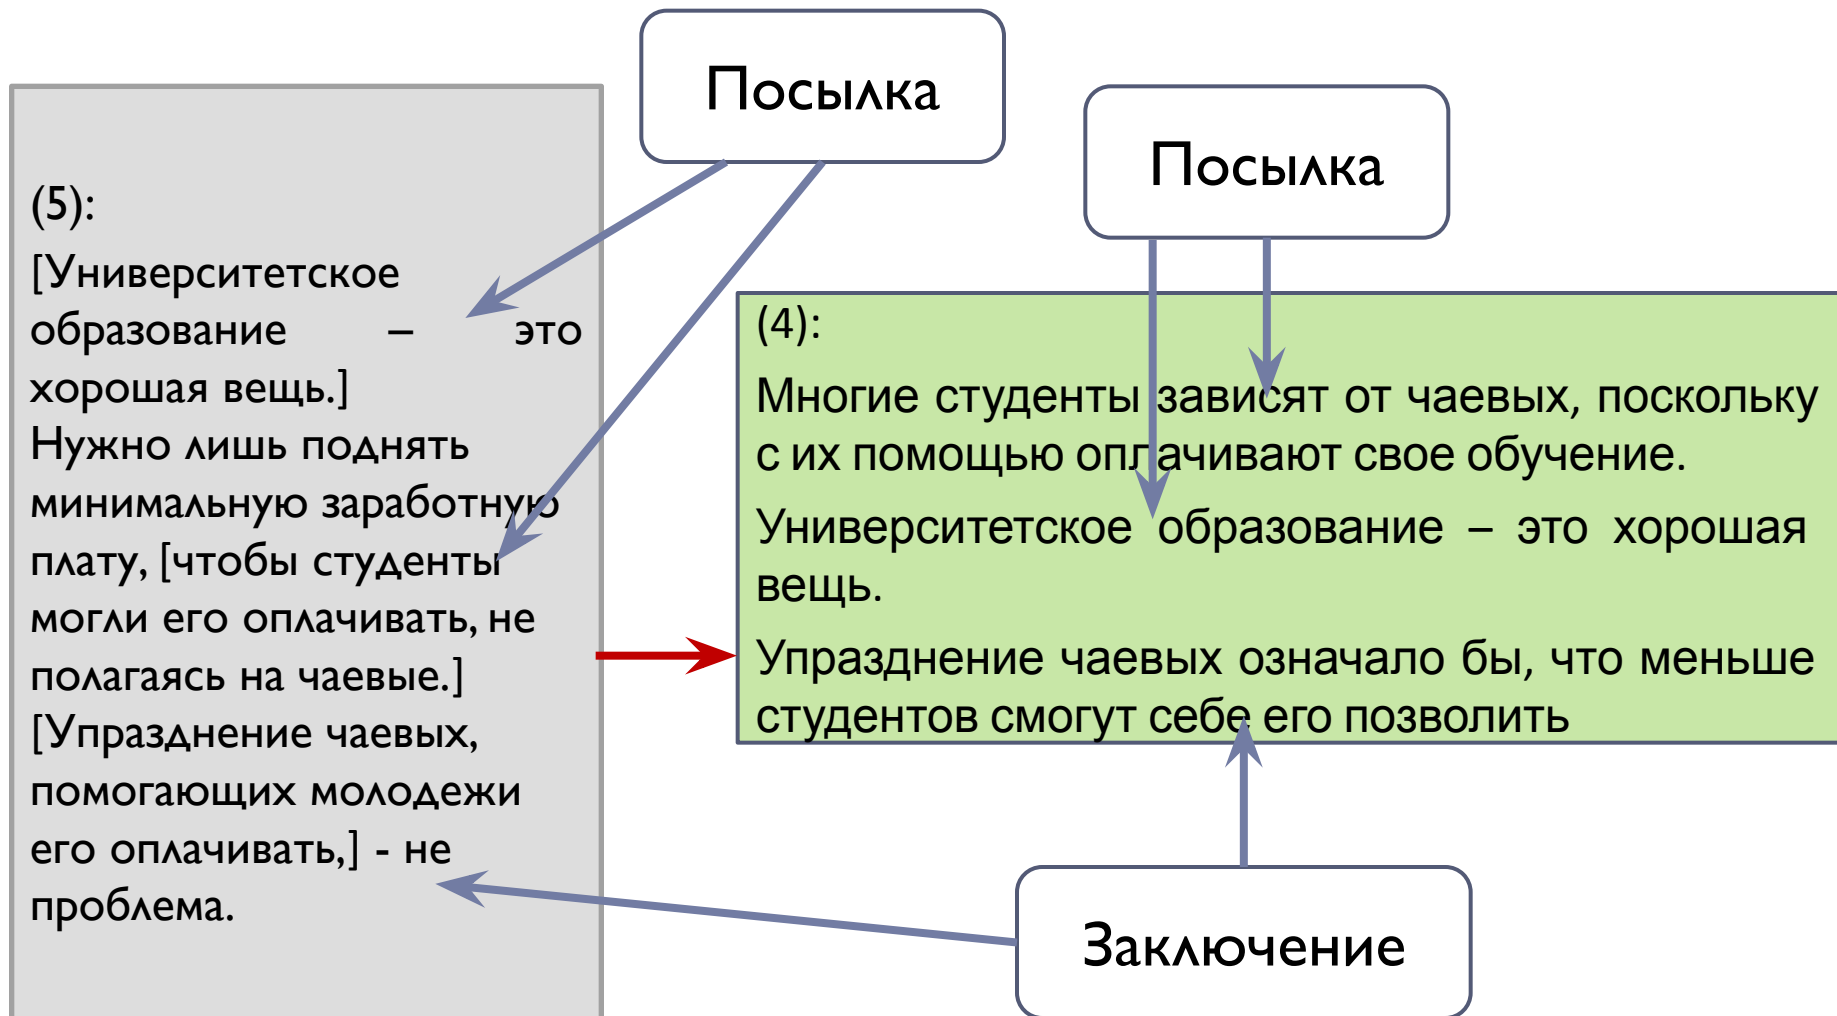 Посылка
Посылка
(5):
[Университетское
образование – это
хорошая вещь.]
Нужно лишь поднять
минимальную заработную
плату, [чтобы студенты
могли его оплачивать, не
полагаясь на чаевые.]
[Упразднение чаевых,
помогающих молодежи
его оплачивать,] - не
проблема.
(4):
Многие студенты зависят от чаевых, поскольку
с их помощью оплачивают свое обучение.
Университетское образование – это хорошая
вещь.
Упразднение чаевых означало бы, что меньше
студентов смогут себе его позволить
Заключение